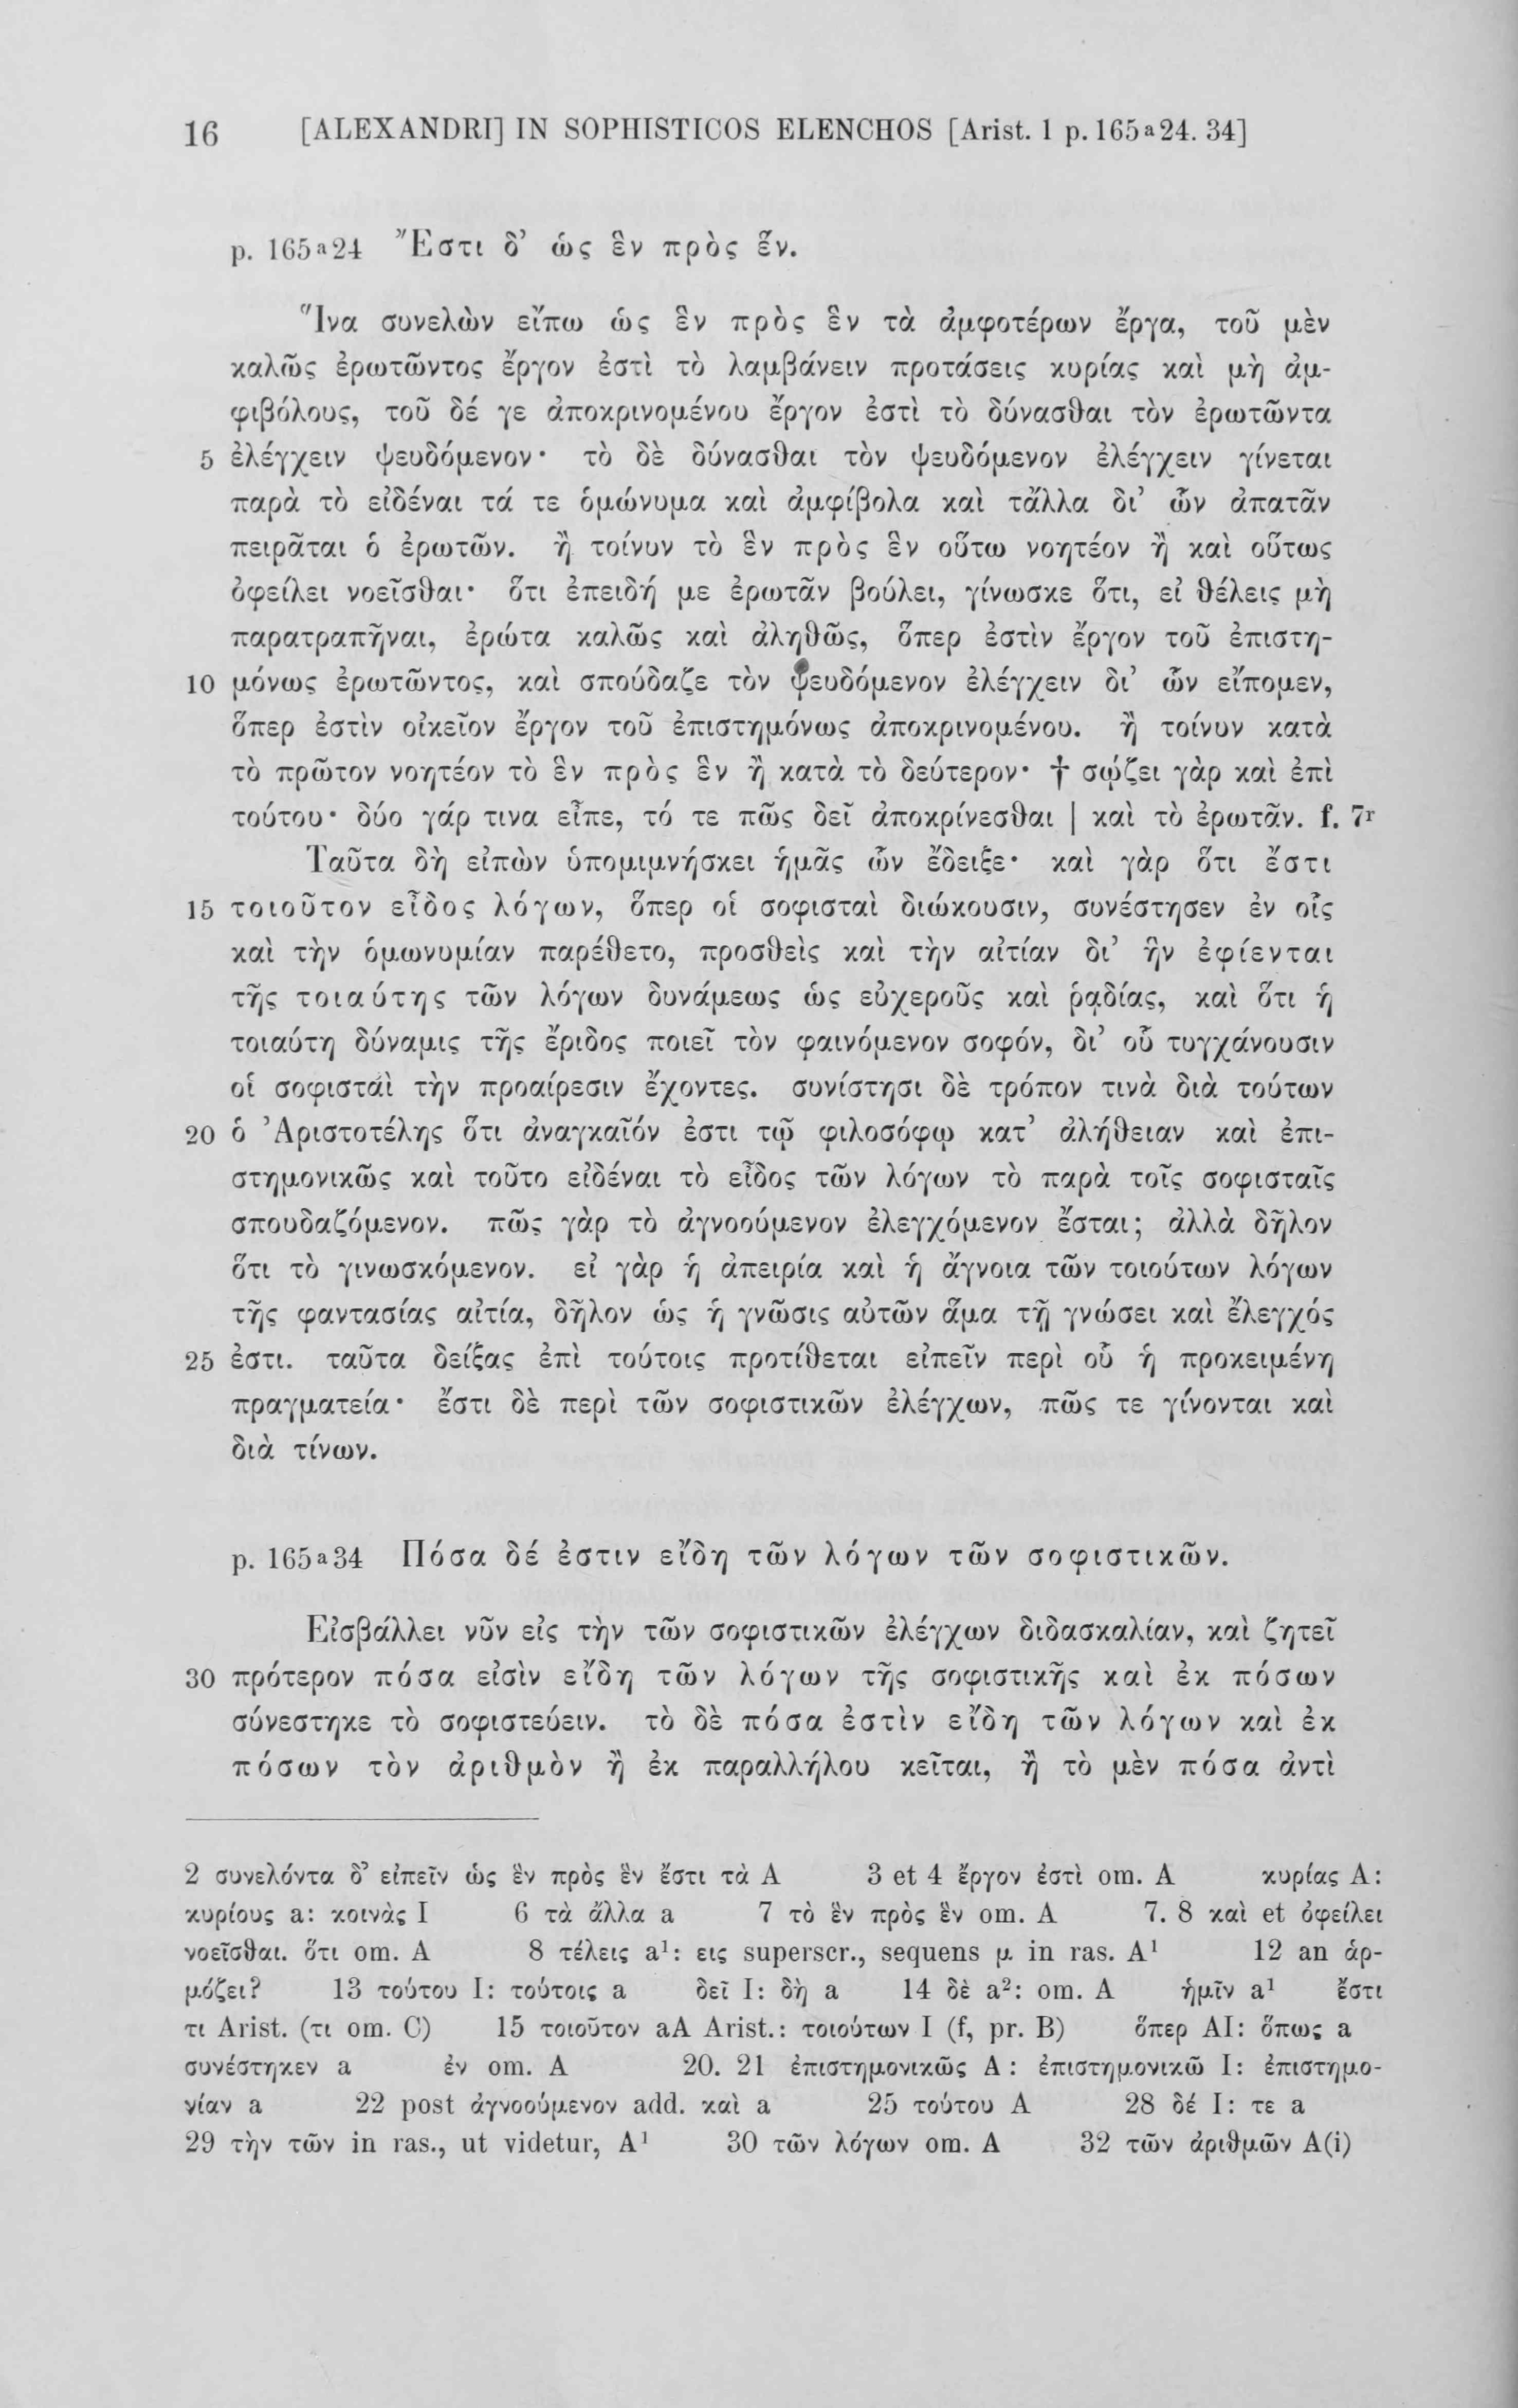 16 [ALEXANDRI] IN SOPHISTICOS ELENCHOS [Arist. 1 p. 165ᵃ24. 34]
p. 165ᵃ24 Ἔστι δ’ ὡς ἓν πρὸς ἕν.
Ἵνα συνελὼν εἴπω ὡς ἓν πρὸς ἓν τὰ ἀμφοτέρων ἔργα, τοῦ μὲν
καλῶς ἐρωτῶντος ἔργον ἐστὶ τὸ λαμβάνειν προτάσεις κυρίας καὶ μὴ ἀμ-
φιβόλους, τοῦ δέ γε ἀποκρινομένου ἔργον ἐστὶ τὸ δύνασθαι τὸν ἐρωτῶντα
5 ἐλέγχειν ψευδόμενον· τὸ δὲ δύνασθαι τὸν ψευδόμενον ἐλέγχειν γίνεται
παρὰ τὸ εἰδέναι τά τε ὁμώνυμα καὶ ἀμφίβολα καὶ τἄλλα δι’ ὧν ἀπατᾶν
πειρᾶται ὁ ἐρωτῶν. ἢ τοίνυν τὸ ἓν πρὸς ἓν οὕτω νοητέον ἢ καὶ οὕτως
ὀφείλει νοεῖσθαι· ὅτι ἐπειδή με ἐρωτᾶν βούλει, γίνωσκε ὅτι, εἰ θέλεις μὴ
παρατραπῆναι, ἐρώτα καλῶς καὶ ἀληθῶς, ὅπερ ἐστὶν ἔργον τοῦ ἐπιστη-
10 μόνως ἐρωτῶντος, καὶ σπούδαζε τὸν ψευδόμενον ἐλέγχειν δι’ ὧν εἴπομεν,
ὅπερ ἐστὶν οἰκεῖον ἔργον τοῦ ἐπιστημόνως ἀποκρινομένου. ἢ τοίνυν κατὰ
τὸ πρῶτον νοητέον τὸ ἓν πρὸς ἓν ἢ κατὰ τὸ δεύτερον· † σῴζει γὰρ καὶ ἐπὶ
τούτου· δύο γάρ τινα εἶπε, τό τε πῶς δεῖ ἀποκρίνεσθαι | καὶ τὸ ἐρωτᾶν. f. 7ʳ
Ταῦτα δὴ εἰπὼν ὑπομιμνήσκει ἡμᾶς ὧν ἔδειξε· καὶ γὰρ ὅτι ἔστι
15 τοιοῦτον εἶδος λόγων, ὅπερ οἱ σοφισταὶ διώκουσιν, συνέστησεν ἐν οἷς
καὶ τὴν ὁμωνυμίαν παρέθετο, προσθεὶς καὶ τὴν αἰτίαν δι’ ἣν ἐφίενται
τῆς τοιαύτης τῶν λόγων δυνάμεως ὡς εὐχεροῦς καὶ ῥᾳδίας, καὶ ὅτι ἡ
τοιαύτη δύναμις τῆς ἔριδος ποιεῖ τὸν φαινόμενον σοφόν, δι’ οὗ τυγχάνουσιν
οἱ σοφισταὶ τὴν προαίρεσιν ἔχοντες. συνίστησι δὲ τρόπον τινὰ διὰ τούτων
20 ὁ Ἀριστοτέλης ὅτι ἀναγκαῖόν ἐστι τῷ φιλοσόφῳ κατ’ ἀλήθειαν καὶ ἐπι-
στημονικῶς καὶ τοῦτο εἰδέναι τὸ εἶδος τῶν λόγων τὸ παρὰ τοῖς σοφισταῖς
σπουδαζόμενον. πῶς γὰρ τὸ ἀγνοούμενον ἐλεγχόμενον ἔσται; ἀλλὰ δῆλον
ὅτι τὸ γινωσκόμενον. εἰ γὰρ ἡ ἀπειρία καὶ ἡ ἄγνοια τῶν τοιούτων λόγων
τῆς φαντασίας αἰτία, δῆλον ὡς ἡ γνῶσις αὐτῶν ἅμα τῇ γνώσει καὶ ἔλεγχός
25 ἐστι. ταῦτα δείξας ἐπὶ τούτοις προτίθεται εἰπεῖν περὶ οὗ ἡ προκειμένη
πραγματεία· ἔστι δὲ περὶ τῶν σοφιστικῶν ἐλέγχων, πῶς τε γίνονται καὶ
διὰ τίνων.
p. 165ᵃ34 Πόσα δέ ἐστιν εἴδη τῶν λόγων τῶν σοφιστικῶν.
Εἰσβάλλει νῦν εἰς τὴν τῶν σοφιστικῶν ἐλέγχων διδασκαλίαν, καὶ ζητεῖ
30 πρότερον πόσα εἰσὶν εἴδη τῶν λόγων τῆς σοφιστικῆς καὶ ἐκ πόσων
σύνεστηκε τὸ σοφιστεύειν. τὸ δὲ πόσα ἐστὶν εἴδη τῶν λόγων καὶ ἐκ
πόσων τὸν ἀριθμὸν ἢ ἐκ παραλλήλου κεῖται, ἢ τὸ μὲν πόσα ἀντὶ
2 συνελόντα δ’ εἰπεῖν ὡς ἓν πρὸς ἓν ἔστι τὰ A 3 et 4 ἔργον ἐστὶ om. A κυρίας A:
κυρίους a: κοινὰς I 6 τὰ ἄλλα a 7 τὸ ἓν πρὸς ἓν om. A 7. 8 καὶ et ὀφείλει
νοεῖσθαι. ὅτι om. A 8 τέλεις a¹: εις superscr., sequens μ in ras. A¹ 12 an ἁρ-
μόζει? 13 τούτου I: τούτοις a δεῖ I: δὴ a 14 δὲ a²: om. A ἡμῖν a¹ ἔστι
τι Arist. (τι om. C) 15 τοιοῦτον aA Arist.: τοιούτων I (f, pr. B) ὅπερ AI: ὅπως a
συνέστηκεν a ἐν om. A 20. 21 ἐπιστημονικῶς A: ἐπιστημονικῶ I: ἐπιστημο-
νίαν a 22 post ἀγνοούμενον add. καὶ a 25 τούτου A 28 δέ I: τε a
29 τὴν τῶν in ras., ut videtur, A¹ 30 τῶν λόγων om. A 32 τῶν ἀριθμῶν A(i)